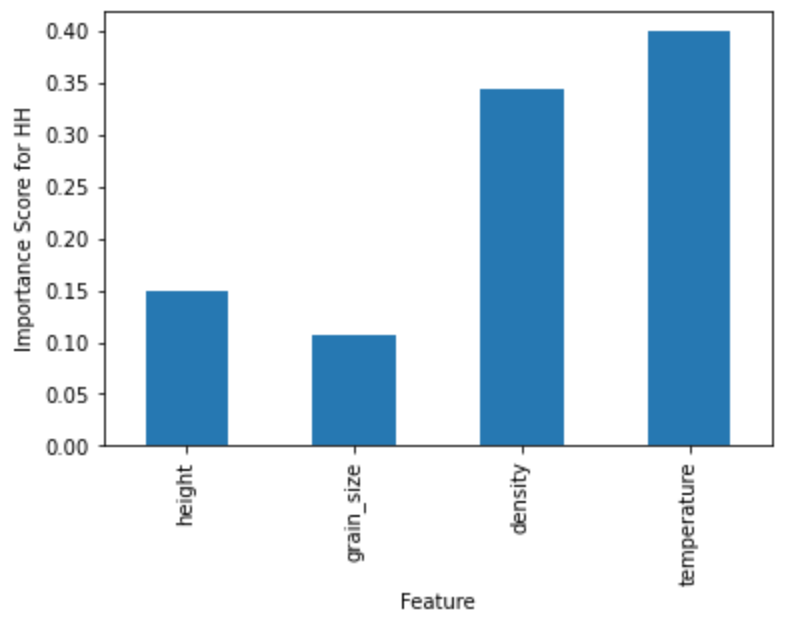 0.40
0.35
0.30
0.25
0.20
0.15
0.10
0.05
0.00
Importance Score for HH
height
grain_size
density
temperature
Feature